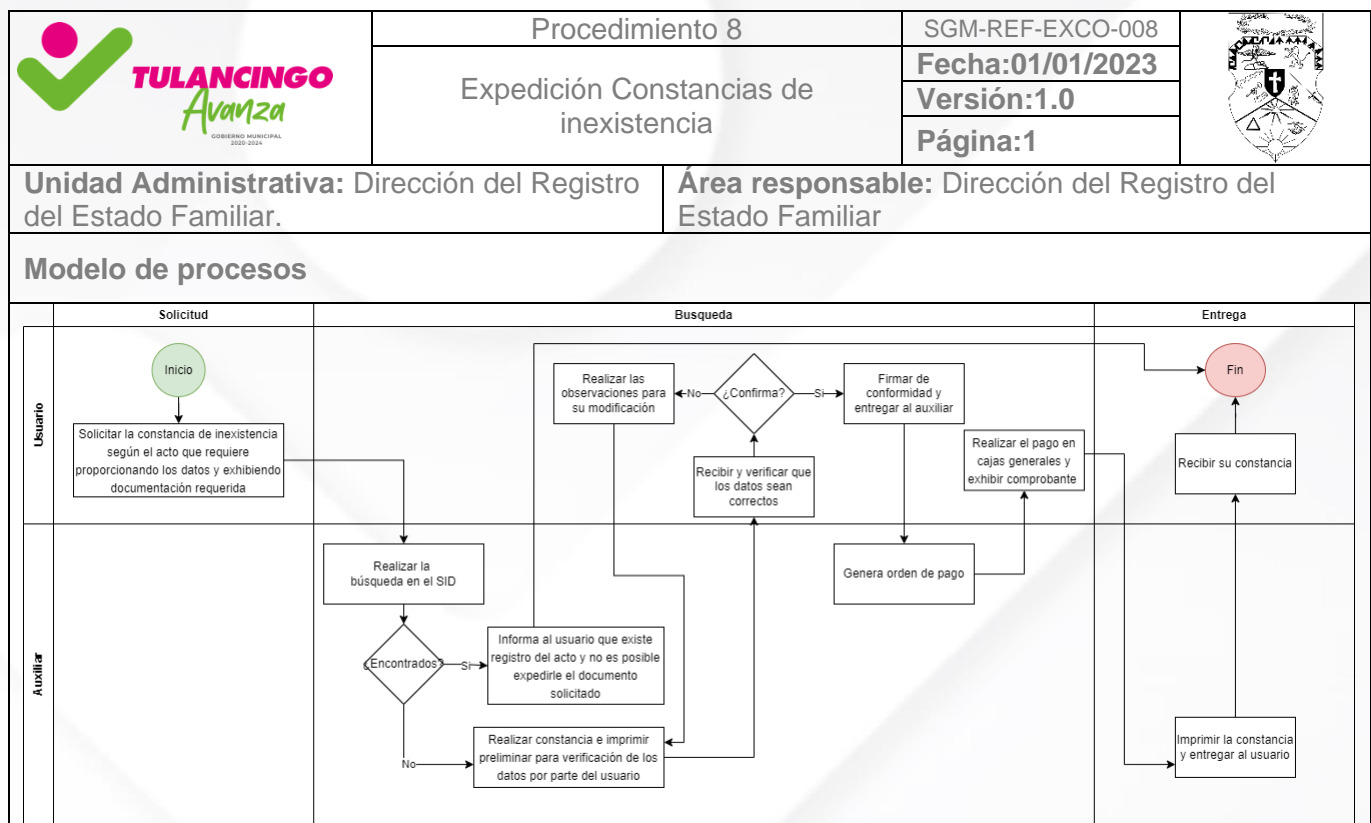 TULANCINGO
Avanza
GOBIERNO MUNICIPAL
2020-2024
Procedimiento 8
Expedición Constancias de
inexistencia
SGM-REF-EXCO-008
Fecha:01/01/2023
Versión:1.0
Página:1
Unidad Administrativa: Dirección del Registro
del Estado Familiar.
Área responsable: Dirección del Registro del
Estado Familiar
Modelo de procesos
Solicitud
Busqueda
Entrega
Usuario
Inicio
Solicitar la constancia de inexistencia
según el acto que requiere
proporcionando los datos y exhibiendo
documentación requerida
Realizar las
observaciones para
su modificación
No
¿Confirma?
Si
Firmar de
conformidad y
entregar al auxiliar
Recibir y verificar que
los datos sean
correctos
Realizar el pago en
cajas generales y
exhibir comprobante
Fin
Recibir su constancia
Auxiliar
Realizar la
búsqueda en el SID
¿Encontrados?
Si
Informa al usuario que existe
registro del acto y no es posible
expedirle el documento
solicitado
No
Realizar constancia e imprimir
preliminar para verificación de los
datos por parte del usuario
Genera orden de pago
Imprimir la constancia
y entregar al usuario